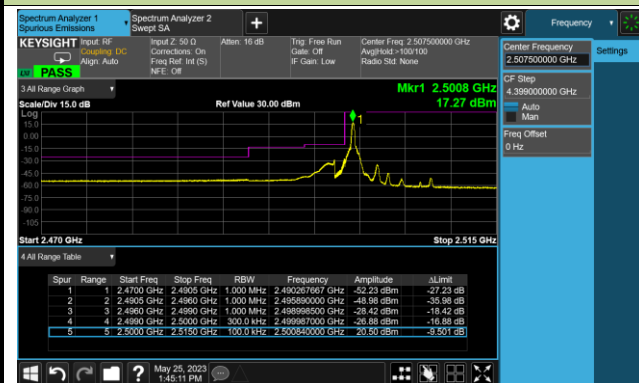 Spectrum Analyzer 1
Spurious Emissions
Spectrum Analyzer 2
Swept SA
Frequency
KEYSIGHT
Input: RF
Coupling: DC
Align: Auto
Input Z: 50 Ω
Corrections: On
Freq Ref: Int (S)
NFE: Off
Atten: 16 dB
Trig: Free Run
Gate: Off
IF Gain: Low
Center Freq: 2.507500000 GHz
Avg|Hold:>100/100
Radio Std: None
PASS
Center Frequency
2.507500000 GHz
Settings
CF Step
4.399000000 GHz
Auto
Man
Freq Offset
0 Hz
3 All Range Graph
Mkr1 2.5008 GHz
Scale/Div 15.0 dB
Ref Value 30.00 dBm
17.27 dBm
Log
15.0
0.00
-15.0
-30.0
-45.0
-60.0
-75.0
-90.0
-105
1
Start 2.470 GHz
Stop 2.515 GHz
4 All Range Table
Spur Range Start Freq Stop Freq RBW Frequency Amplitude ΔLimit
1 1 2.4700 GHz 2.4905 GHz 1.000 MHz 2.490267667 GHz -52.23 dBm -27.23 dB
2 2 2.4905 GHz 2.4960 GHz 1.000 MHz 2.495890000 GHz -48.98 dBm -35.98 dB
3 3 2.4960 GHz 2.4990 GHz 1.000 MHz 2.498998500 GHz -28.42 dBm -18.42 dB
4 4 2.4990 GHz 2.5000 GHz 300.0 kHz 2.499987000 GHz -26.88 dBm -16.88 dB
5 5 2.5000 GHz 2.5150 GHz 100.0 kHz 2.500840000 GHz 20.50 dBm -9.501 dB
May 25, 2023
1:45:11 PM